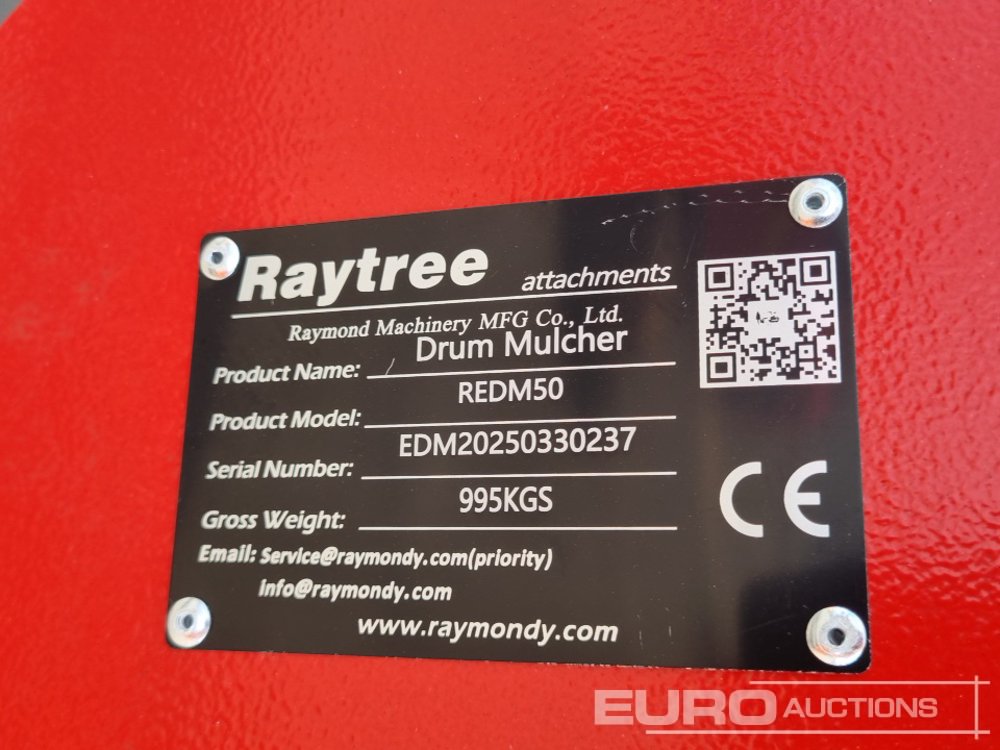 Raytree attachments
Raymond Machinery MFG Co., Ltd.
Product Name: Drum Mulcher
Product Model: REDM50
Serial Number: EDM20250330237
Gross Weight: 995KGS
Email: Service@raymondy.com(priority)
info@raymondy.com
www.raymondy.com
CE
EURO AUCTIONS